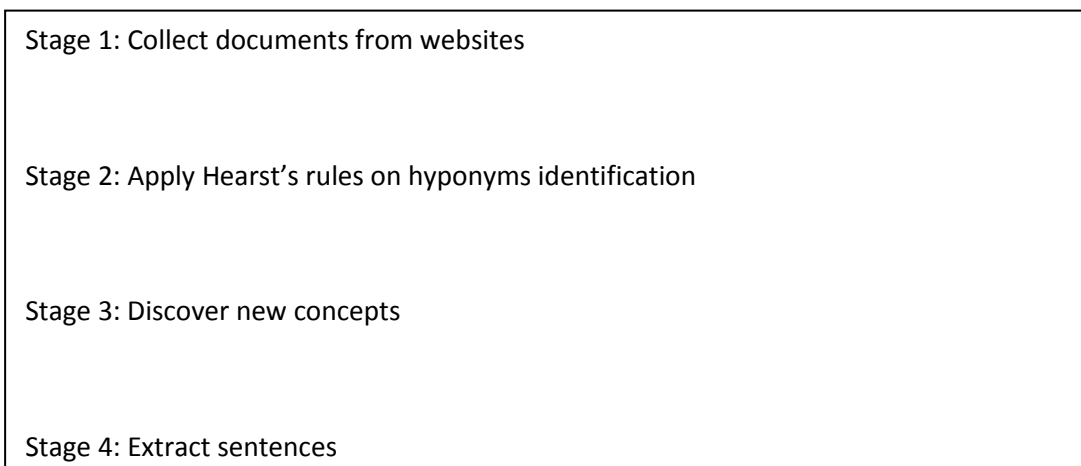 Stage 1: Collect documents from websites
Stage 2: Apply Hearst’s rules on hyponyms identification
Stage 3: Discover new concepts
Stage 4: Extract sentences